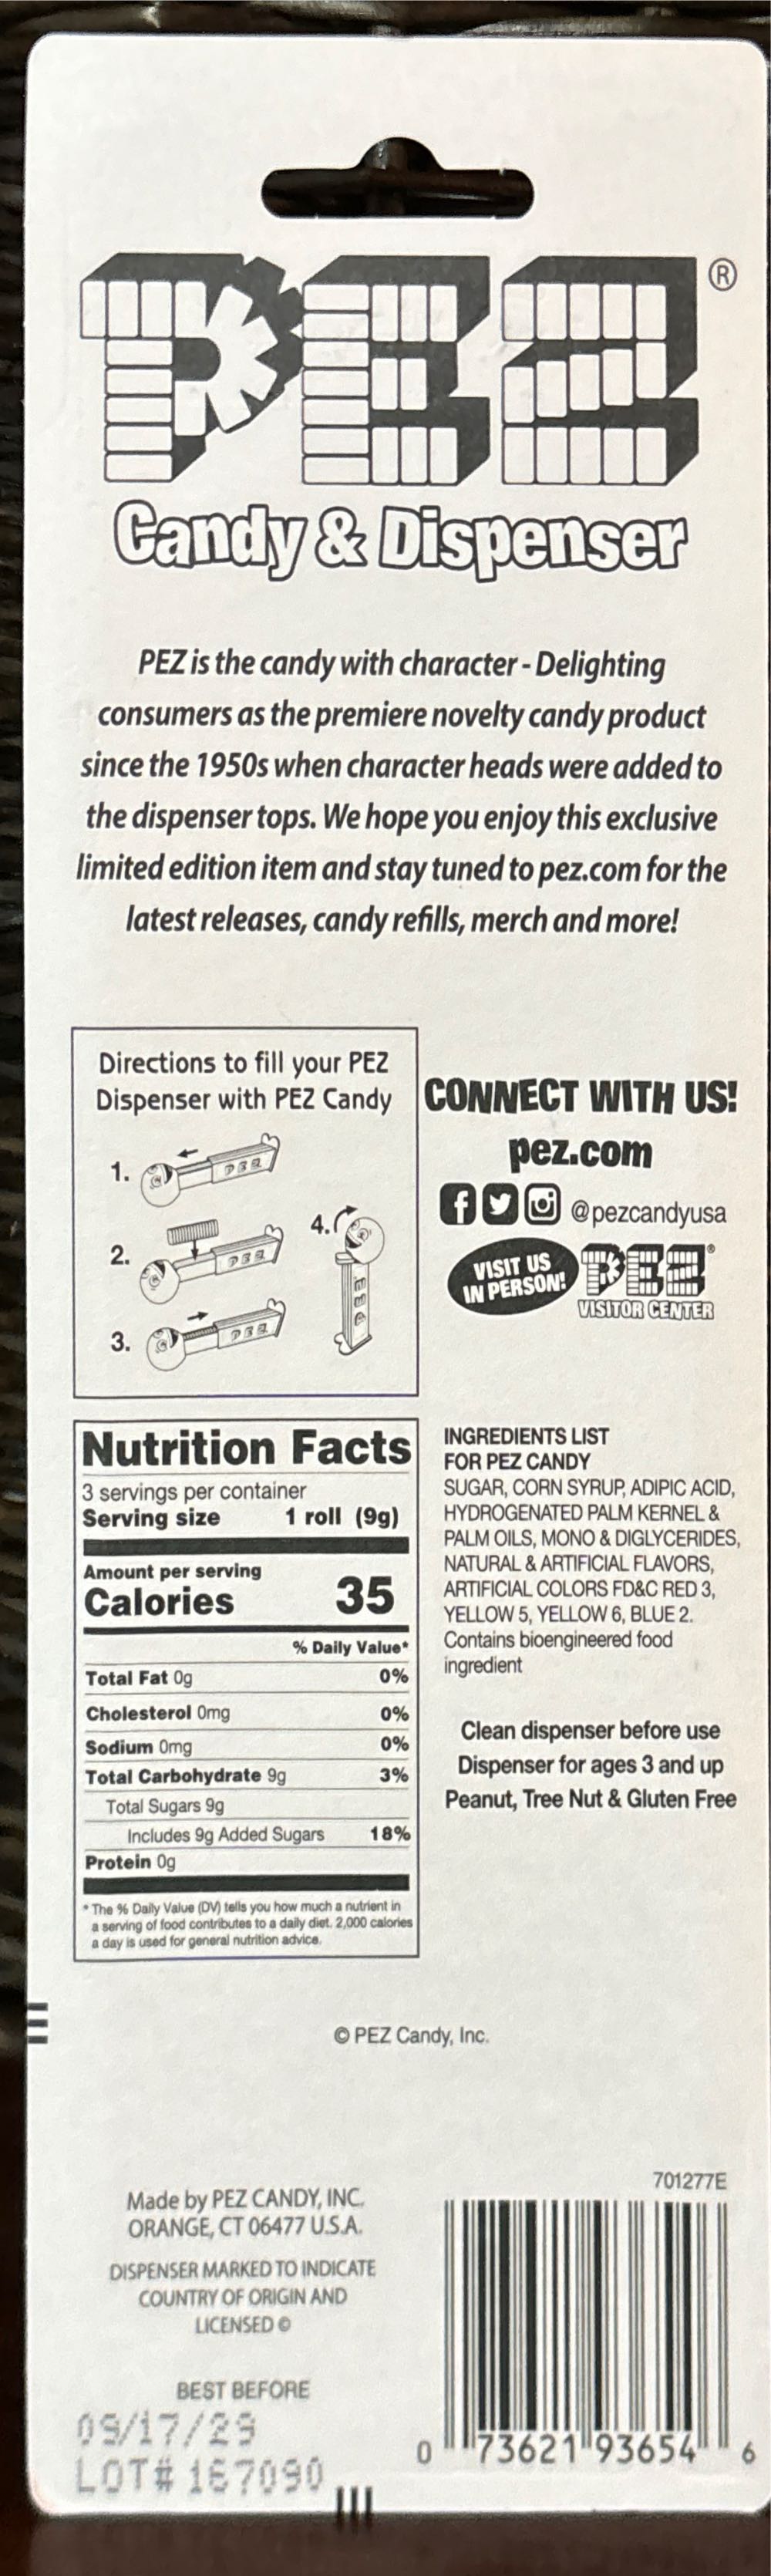 PEZ®
Candy & Dispenser
PEZ is the candy with character - Delighting
consumers as the premiere novelty candy product
since the 1950s when character heads were added to
the dispenser tops. We hope you enjoy this exclusive
limited edition item and stay tuned to pez.com for the
latest releases, candy refills, merch and more!
Directions to fill your PEZ
Dispenser with PEZ Candy
1.
PEZ
2.
PEZ
3.
PEZ
4.
PEZ
CONNECT WITH US!
pez.com
@pezcandyusa
VISIT US
IN PERSON!
PEZ®
VISITOR CENTER
Nutrition Facts
3 servings per container
Serving size 1 roll (9g)
Amount per serving
Calories 35
% Daily Value*
Total Fat 0g 0%
Cholesterol 0mg 0%
Sodium 0mg 0%
Total Carbohydrate 9g 3%
Total Sugars 9g
Includes 9g Added Sugars 18%
Protein 0g
* The % Daily Value (DV) tells you how much a nutrient in
a serving of food contributes to a daily diet. 2,000 calories
a day is used for general nutrition advice.
INGREDIENTS LIST
FOR PEZ CANDY
SUGAR, CORN SYRUP, ADIPIC ACID,
HYDROGENATED PALM KERNEL &
PALM OILS, MONO & DIGLYCERIDES,
NATURAL & ARTIFICIAL FLAVORS,
ARTIFICIAL COLORS FD&C RED 3,
YELLOW 5, YELLOW 6, BLUE 2.
Contains bioengineered food
ingredient
Clean dispenser before use
Dispenser for ages 3 and up
Peanut, Tree Nut & Gluten Free
© PEZ Candy, Inc.
Made by PEZ CANDY, INC.
ORANGE, CT 06477 U.S.A.
DISPENSER MARKED TO INDICATE
COUNTRY OF ORIGIN AND
LICENSED ©
BEST BEFORE
09/17/29
LOT# 167090
701277E
0 73621 93654 6